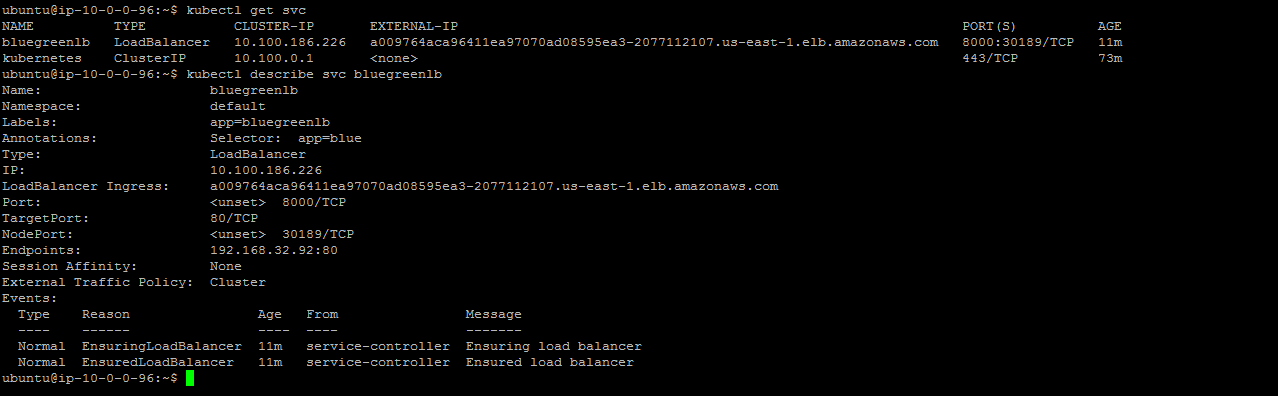 ubuntu@ip-10-0-0-96:~$ kubectl get svc
NAME TYPE CLUSTER-IP EXTERNAL-IP PORT(S) AGE
bluegreenlb LoadBalancer 10.100.186.226 a009764aca96411ea97070ad08595ea3-2077112107.us-east-1.elb.amazonaws.com 8000:30189/TCP 11m
kubernetes ClusterIP 10.100.0.1 <none> 443/TCP 73m
ubuntu@ip-10-0-0-96:~$ kubectl describe svc bluegreenlb
Name: bluegreenlb
Namespace: default
Labels: app=bluegreenlb
Annotations: Selector: app=blue
Type: LoadBalancer
IP: 10.100.186.226
LoadBalancer Ingress: a009764aca96411ea97070ad08595ea3-2077112107.us-east-1.elb.amazonaws.com
Port: <unset> 8000/TCP
TargetPort: 80/TCP
NodePort: <unset> 30189/TCP
Endpoints: 192.168.32.92:80
Session Affinity: None
External Traffic Policy: Cluster
Events:
Type Reason Age From Message
---- ------ ---- ---- -------
Normal EnsuringLoadBalancer 11m service-controller Ensuring load balancer
Normal EnsuredLoadBalancer 11m service-controller Ensured load balancer
ubuntu@ip-10-0-0-96:~$